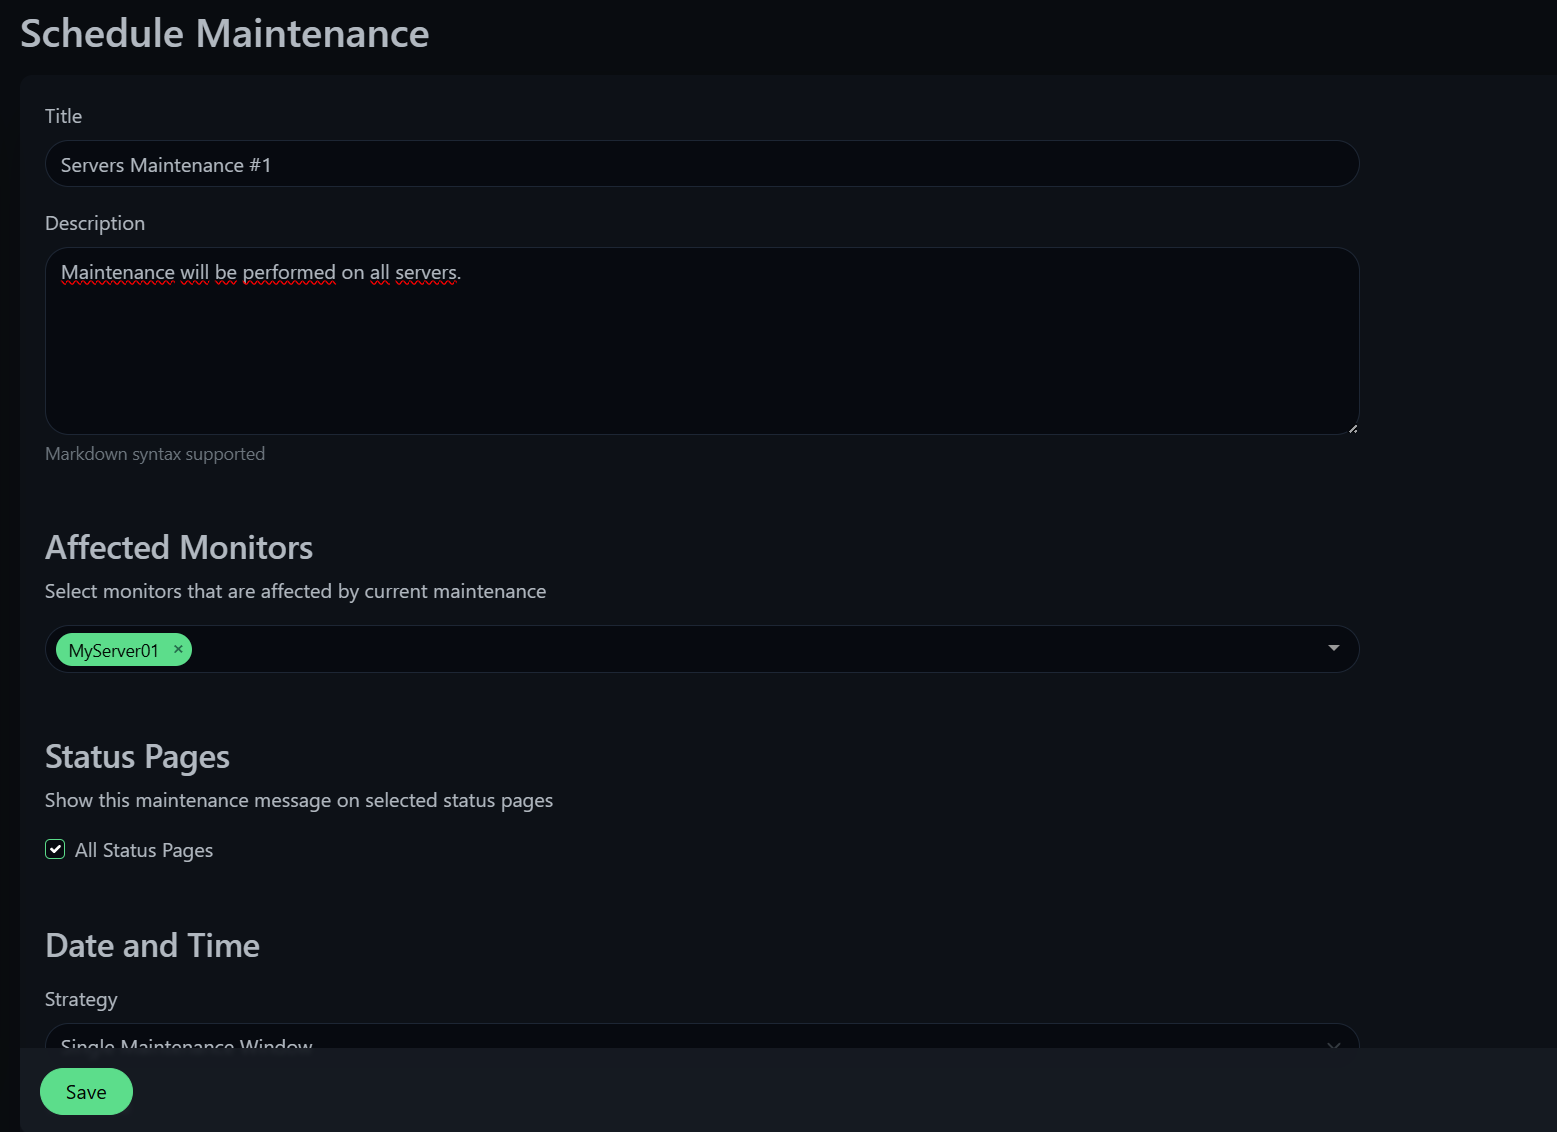 Schedule Maintenance
Title
Servers Maintenance #1
Description
Maintenance will be performed on all servers.
Markdown syntax supported
Affected Monitors
Select monitors that are affected by current maintenance
MyServer01 ×
Status Pages
Show this maintenance message on selected status pages
All Status Pages
Date and Time
Strategy
Single Maintenance Window
Save